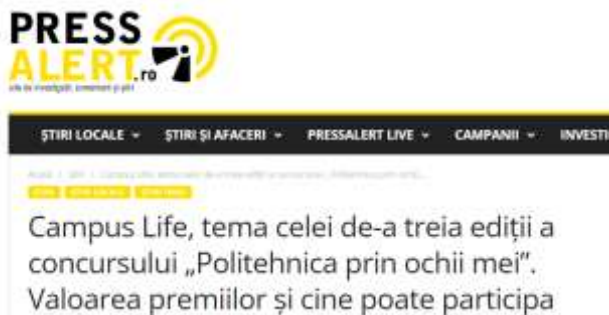 PRESS
ALERT.ro
ȘTIRI LOCALE ȘTIRI ȘI AFACERI PRESSALERT LIVE CAMPANII INVESTI
Campus Life, tema celei de-a treia ediții a
concursului „Politehnica prin ochii mei”.
Valoarea premiilor și cine poate participa